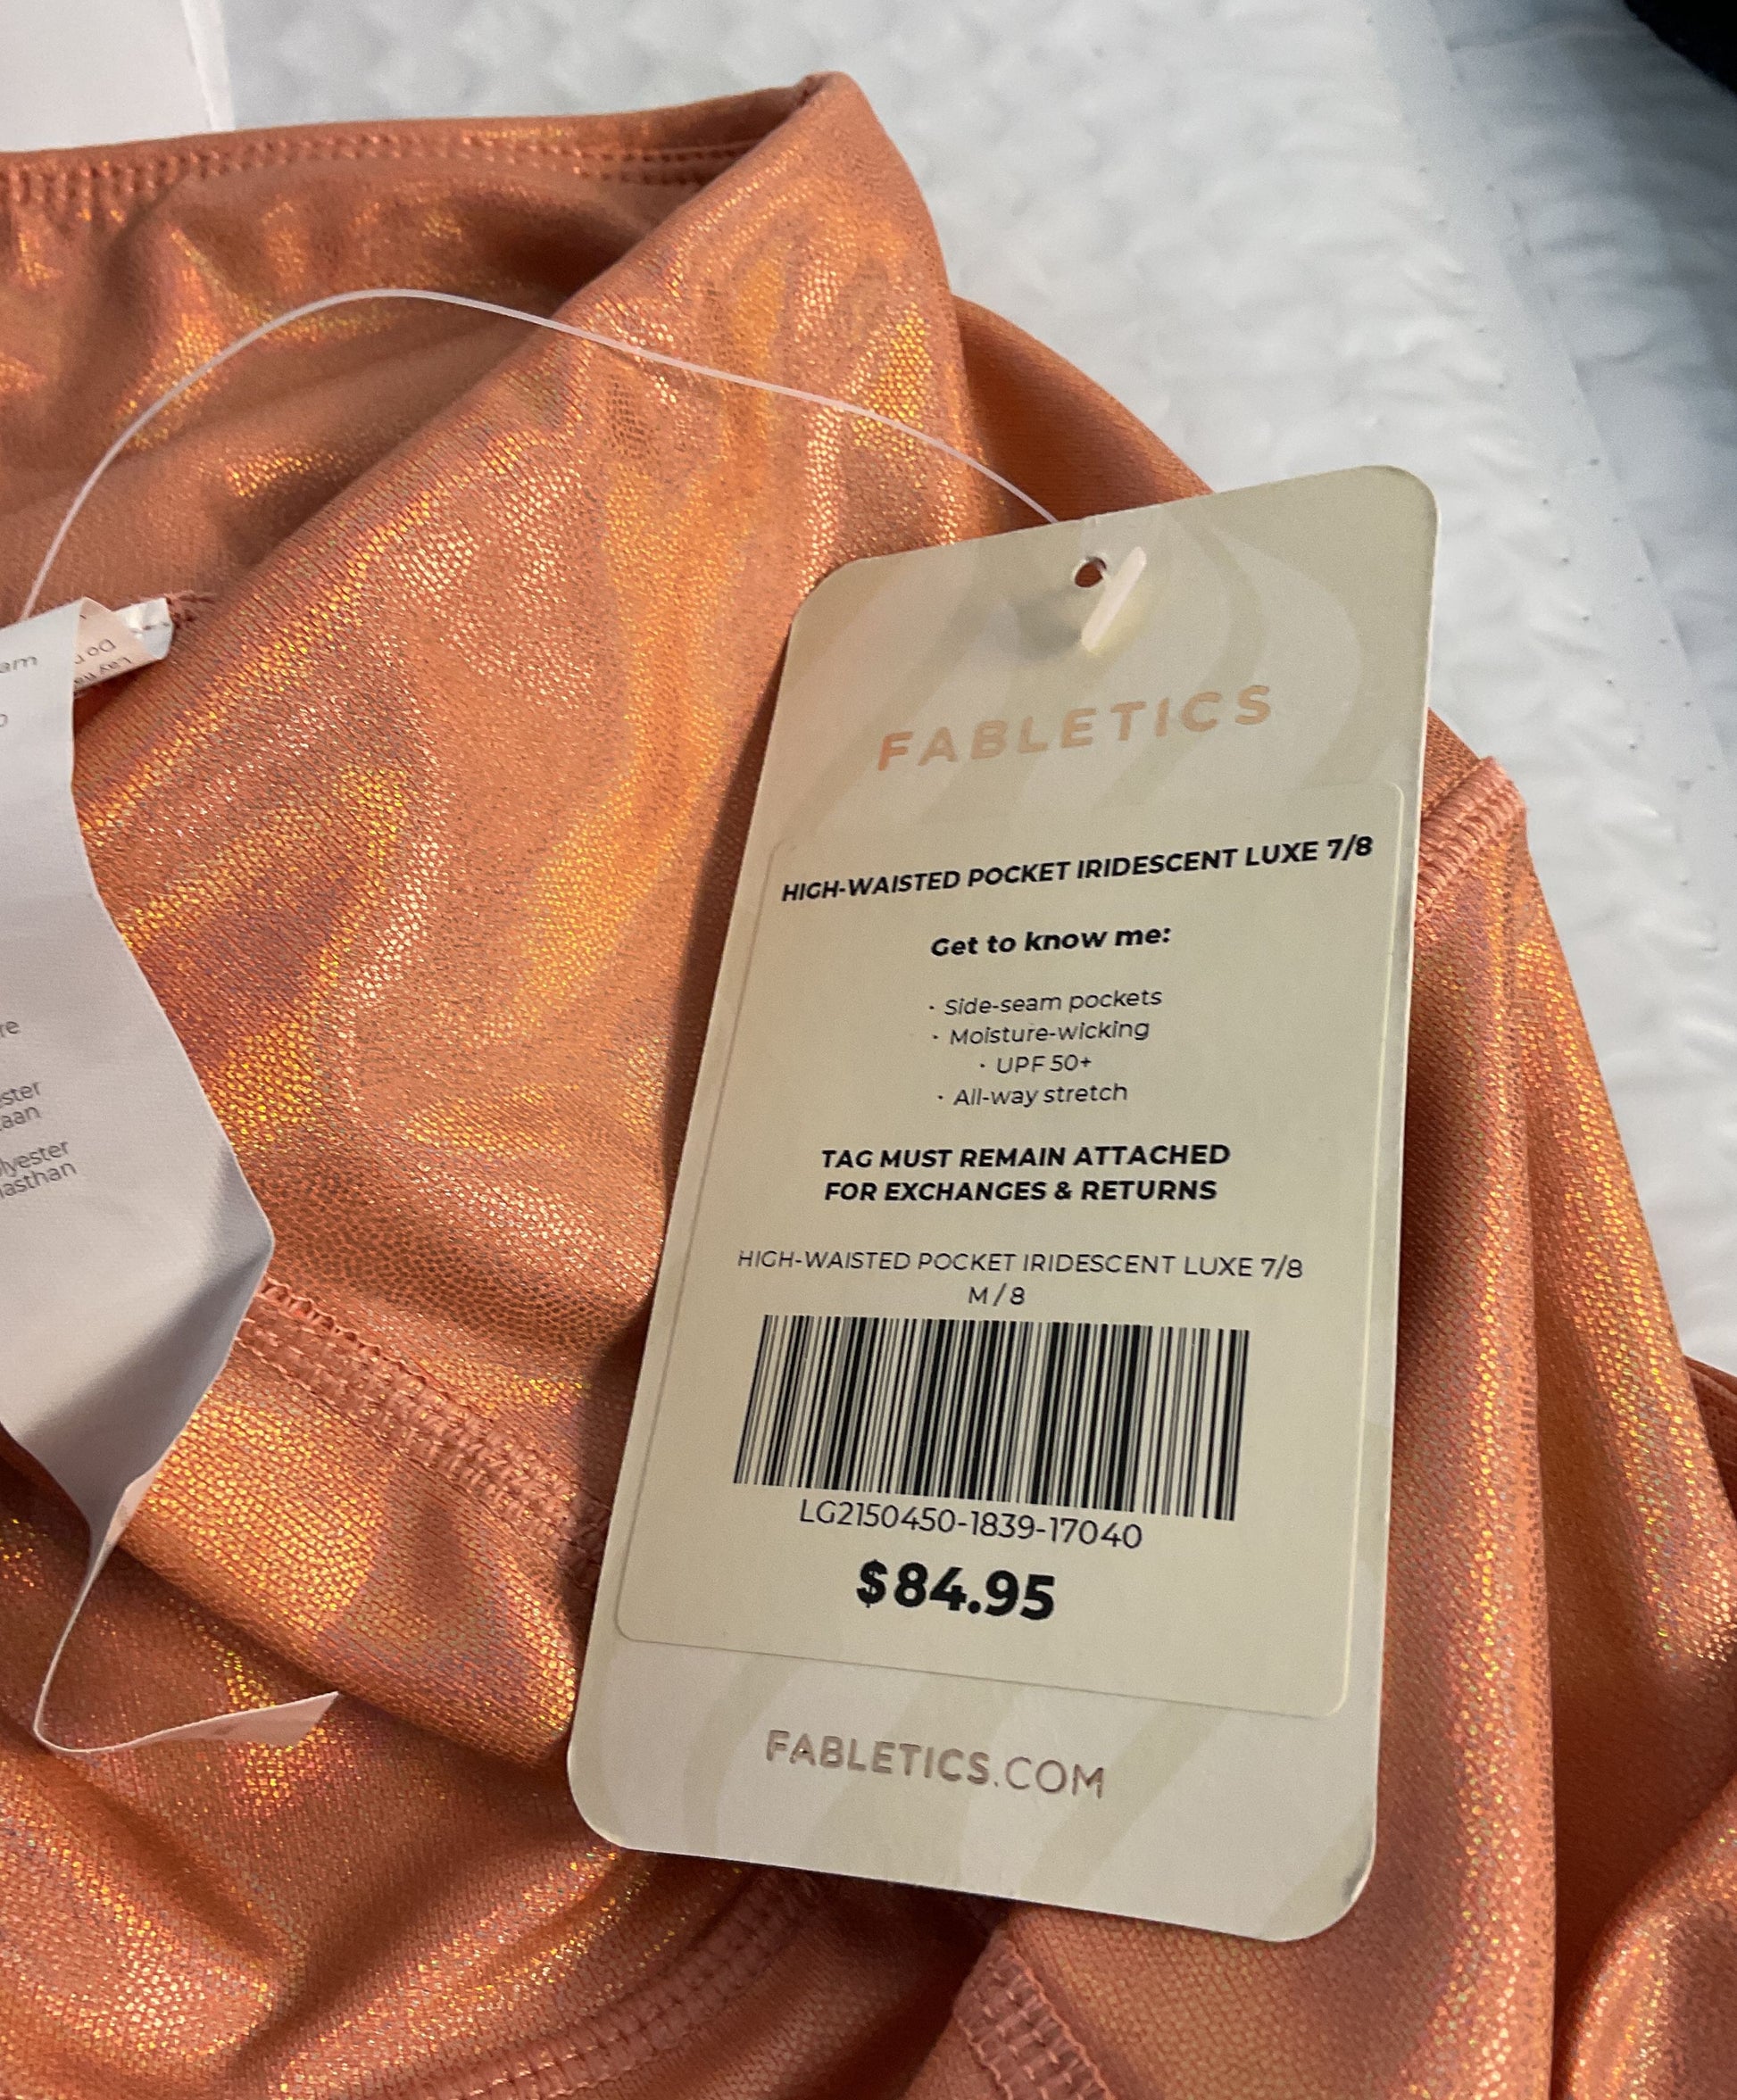 FABLETICS
HIGH-WAISTED POCKET IRIDESCENT LUXE 7/8
Get to know me:
· Side-seam pockets
· Moisture-wicking
· UPF 50+
· All-way stretch
TAG MUST REMAIN ATTACHED
FOR EXCHANGES & RETURNS
HIGH-WAISTED POCKET IRIDESCENT LUXE 7/8
M / 8
LG2150450-1839-17040
$84.95
FABLETICS.COM